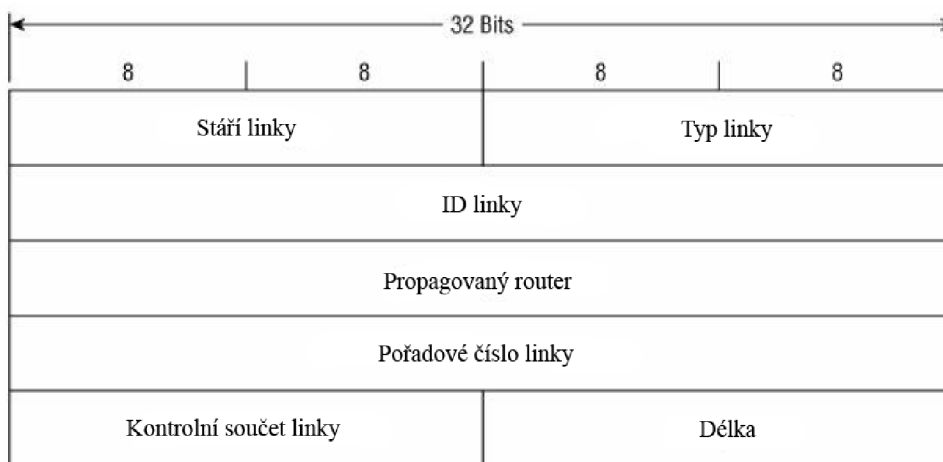 32 Bits
8 8 8 8
Stáří linky Typ linky
ID linky
Propagovaný router
Pořadové číslo linky
Kontrolní součet linky Délka